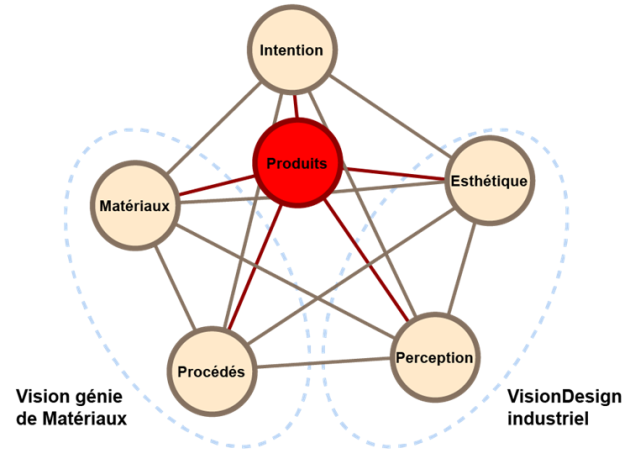 Intention
Produits
Esthétique
Matériaux
Procédés
Perception
Vision génie
de Matériaux
VisionDesign
industriel